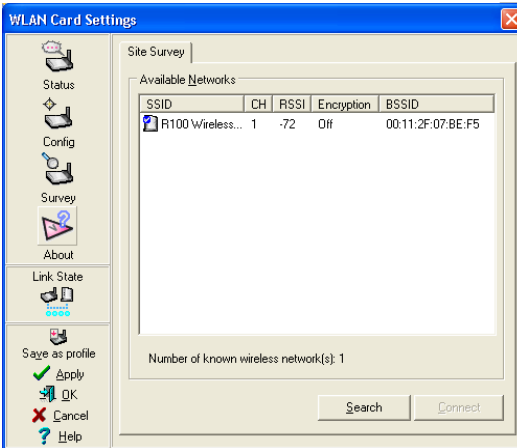 WLAN Card Settings
Status
Config
Survey
About
Link State
Save as profile
Apply
OK
Cancel
Help
Site Survey
Available Networks
SSID CH RSSI Encryption BSSID
R100 Wireless... 1 -72 Off 00:11:2F:07:BE:F5
Number of known wireless network(s): 1
Search Connect